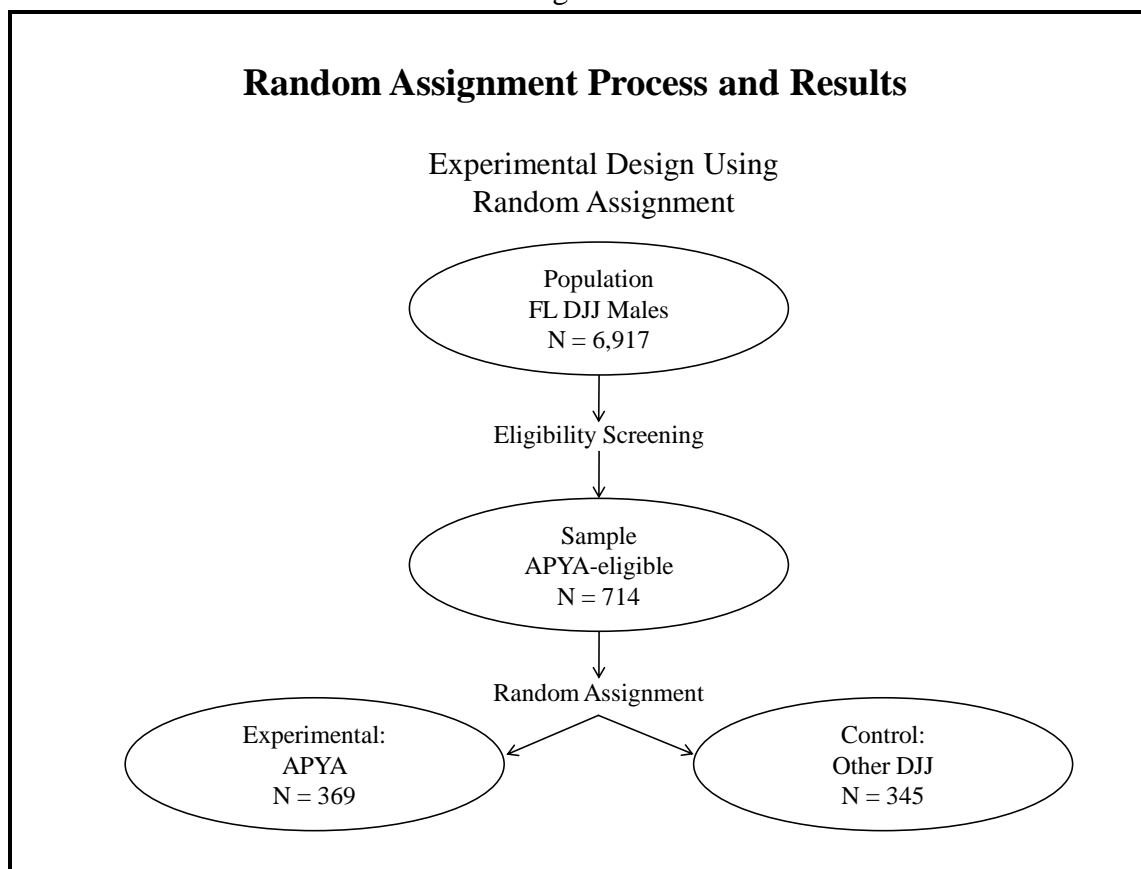 Random Assignment Process and Results
Experimental Design Using
Random Assignment
Population
FL DJJ Males
N = 6,917
Eligibility Screening
Sample
APYA-eligible
N = 714
Random Assignment
Experimental:
APYA
N = 369
Control:
Other DJJ
N = 345